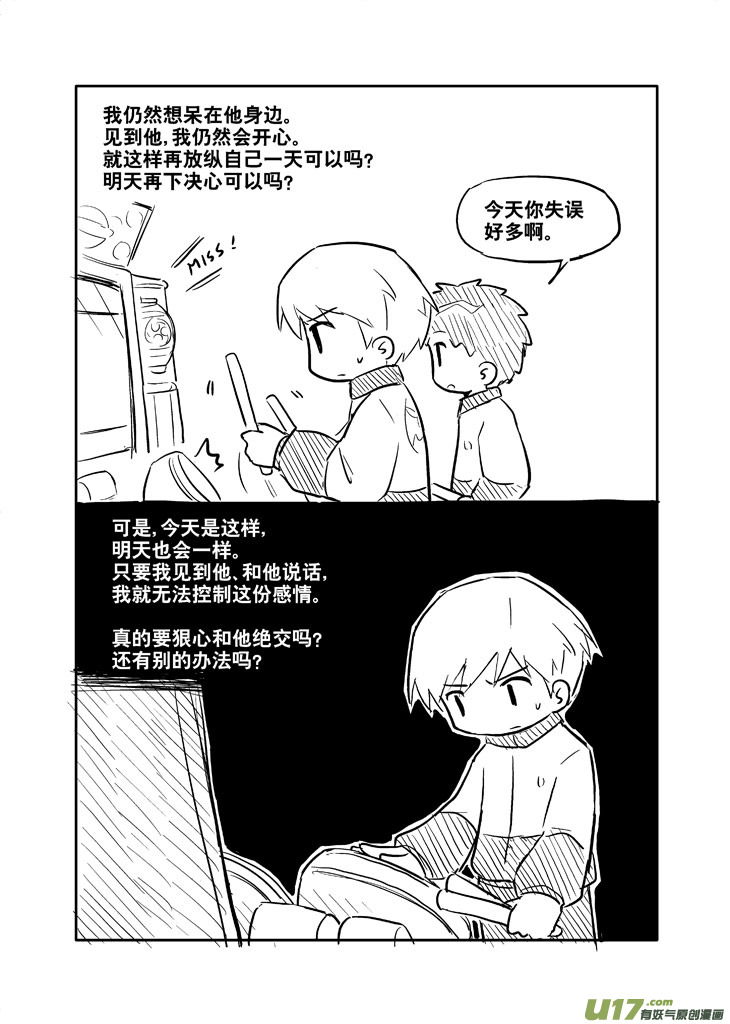 我仍然想呆在他身边。
见到他,我仍然会开心。
就这样再放纵自己一天可以吗?
明天再下决心可以吗?
今天你失误
好多啊。
MISS!
可是,今天是这样,
明天也会一样。
只要我见到他、和他说话,
我就无法控制这份感情。
真的要狠心和他绝交吗?
还有别的办法吗?
U17.com
有妖气原创漫画